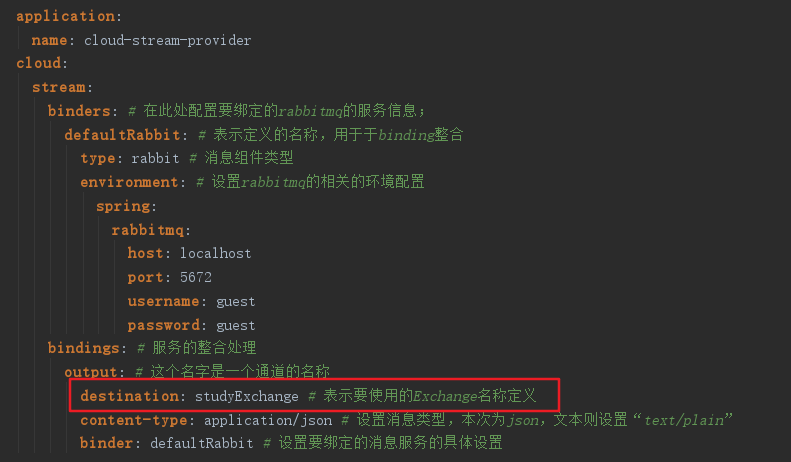 application:
name: cloud-stream-provider
cloud:
stream:
binders: # 在此处配置要绑定的rabbitmq的服务信息；
defaultRabbit: # 表示定义的名称，用于于binding整合
type: rabbit # 消息组件类型
environment: # 设置rabbitmq的相关的环境配置
spring:
rabbitmq:
host: localhost
port: 5672
username: guest
password: guest
bindings: # 服务的整合处理
output: # 这个名字是一个通道的名称
destination: studyExchange # 表示要使用的Exchange名称定义
content-type: application/json # 设置消息类型，本次为json，文本则设置“text/plain”
binder: defaultRabbit # 设置要绑定的消息服务的具体设置